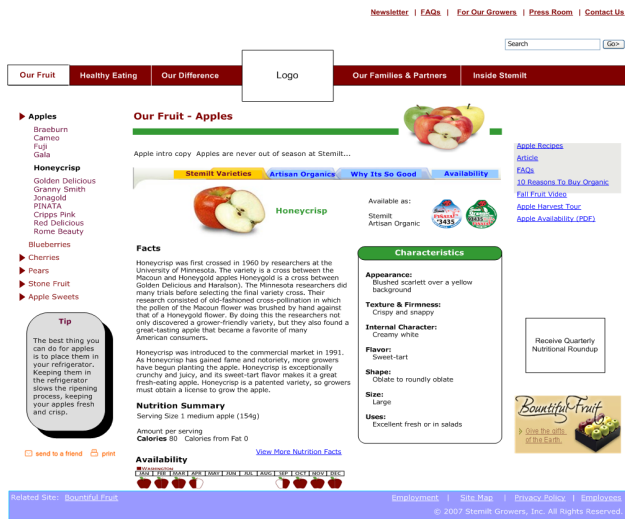 Newsletter | FAQs | For Our Growers | Press Room | Contact Us
Search Go>
Our Fruit Healthy Eating Our Difference Logo Our Families & Partners Inside Stemilt
Apples
Braeburn
Cameo
Fuji
Gala
Honeycrisp
Golden Delicious
Granny Smith
Jonagold
PINATA
Cripps Pink
Red Delicious
Rome Beauty
Blueberries
Cherries
Pears
Stone Fruit
Apple Sweets
Tip
The best thing you
can do for apples
is to place them in
your refrigerator.
Keeping them in
the refrigerator
slows the ripening
process, keeping
your apples fresh
and crisp.
send to a friend print
Our Fruit - Apples
Apple intro copy Apples are never out of season at Stemilt...
Stemilt Varieties Artisan Organics Why Its So Good Availability
Honeycrisp
Available as:
Stemilt
Artisan Organic
#3435
Facts
Honeycrisp was first crossed in 1960 by researchers at the
University of Minnesota. The variety is a cross between the
Macoun and Honeygold apples Honeygold is a cross between
Golden Delicious and Haralson). The Minnesota researchers did
many trials before selecting the final variety cross. Their
research consisted of old-fashioned cross-pollination in which
the pollen of the Macoun flower was brushed by hand against
that of a Honeygold flower. By doing this the researchers not
only discovered a grower-friendly variety, but they also found a
great-tasting apple that became a favorite of many
American consumers.
Honeycrisp was introduced to the commercial market in 1991.
As Honeycrisp has gained fame and notoriety, more growers
have begun planting the apple. Honeycrisp is exceptionally
crunchy and juicy, and its sweet-tart flavor makes it a great
fresh-eating apple. Honeycrisp is a patented variety, so growers
must obtain a license to grow the apple.
Nutrition Summary
Serving Size 1 medium apple (154g)
Amount per serving
Calories 80 Calories from Fat 0
View More Nutrition Facts
Availability
WASHINGTON
JAN FEB MAR APR MAY JUN JUL AUG SEP OCT NOV DEC
Characteristics
Appearance:
Blushed scarlett over a yellow
background
Texture & Firmness:
Crispy and snappy
Internal Character:
Creamy white
Flavor:
Sweet-tart
Shape:
Oblate to roundly oblate
Size:
Large
Uses:
Excellent fresh or in salads
Apple Recipes
Article
FAQs
10 Reasons To Buy Organic
Fall Fruit Video
Apple Harvest Tour
Apple Availability (PDF)
Receive Quarterly
Nutritional Roundup
Bountiful Fruit
> Give the gifts
of the Earth.
Related Site: Bountiful Fruit
Employment | Site Map | Privacy Policy | Employees
© 2007 Stemilt Growers, Inc. All Rights Reserved.